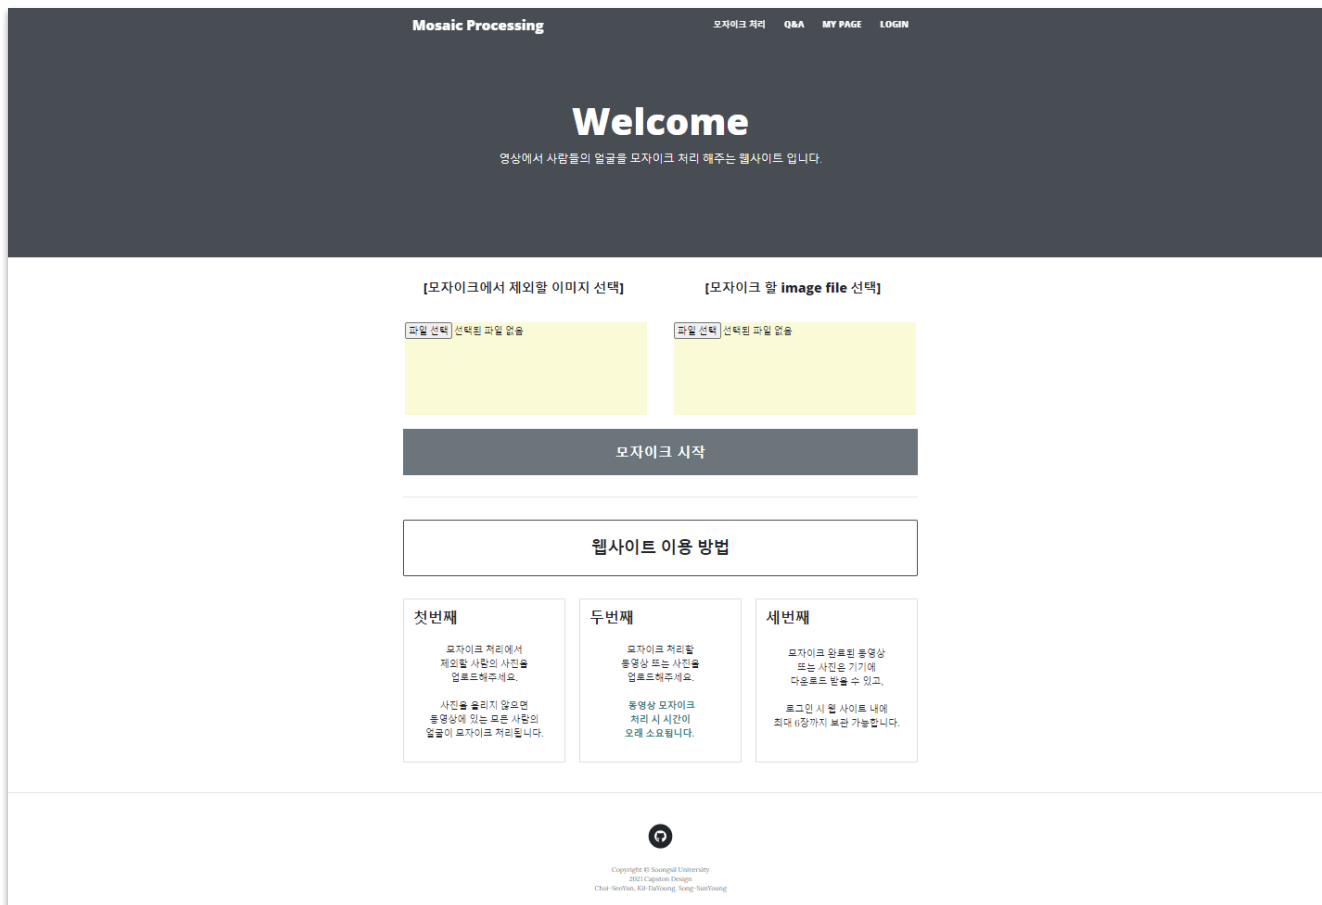 Mosaic Processing
모자이크 처리 Q&A MY PAGE LOGIN
Welcome
영상에서 사람들의 얼굴을 모자이크 처리 해주는 웹사이트 입니다.
[모자이크에서 제외할 이미지 선택]
[모자이크 할 image file 선택]
파일 선택 선택된 파일 없음
파일 선택 선택된 파일 없음
모자이크 시작
웹사이트 이용 방법
첫번째
모자이크 처리에서
제외할 사람의 사진을
업로드해주세요.
사진을 올리지 않으면
동영상에 있는 모든 사람의
얼굴이 모자이크 처리됩니다.
두번째
모자이크 처리할
동영상 또는 사진을
업로드해주세요.
동영상 모자이크
처리 시 시간이
오래 소요됩니다.
세번째
모자이크 완료된 동영상
또는 사진은 기기에
다운로드 받을 수 있고,
로그인 시 웹 사이트 내에
최대 6장까지 보관 가능합니다.
Copyright © Soongsil University
2021 Capston Design
Choi-SeoYun, Kil-DaYoung, Song-SunYoung